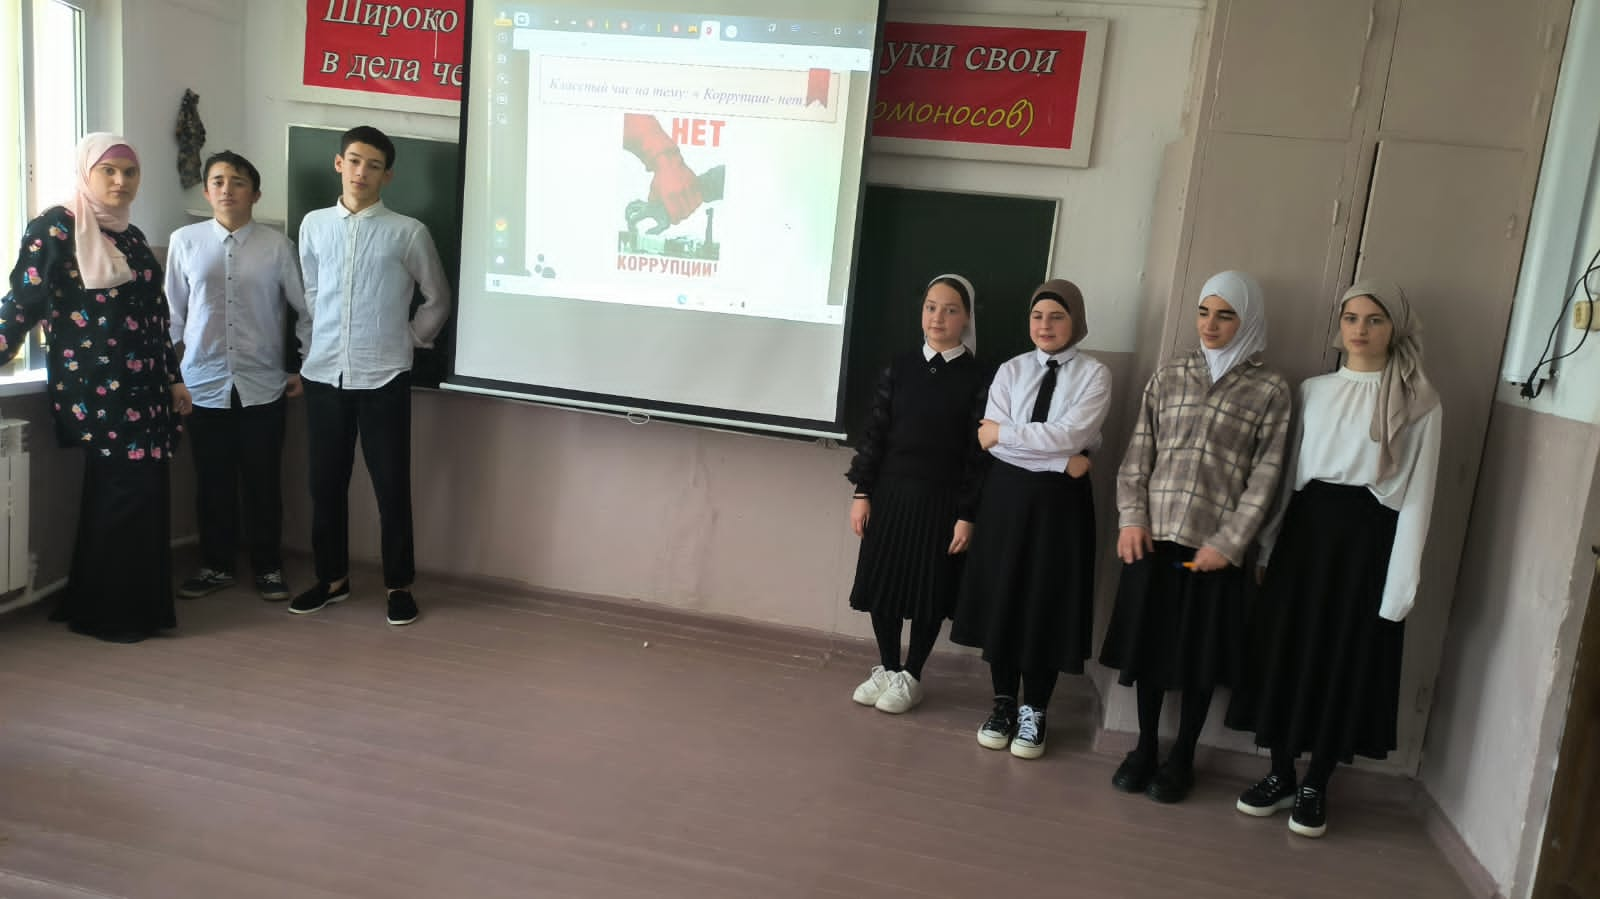 Широко
в дела че
уки свои
омоносов)
Классный час на тему: « Коррупции- нет
НЕТ
КОРРУПЦИИ!